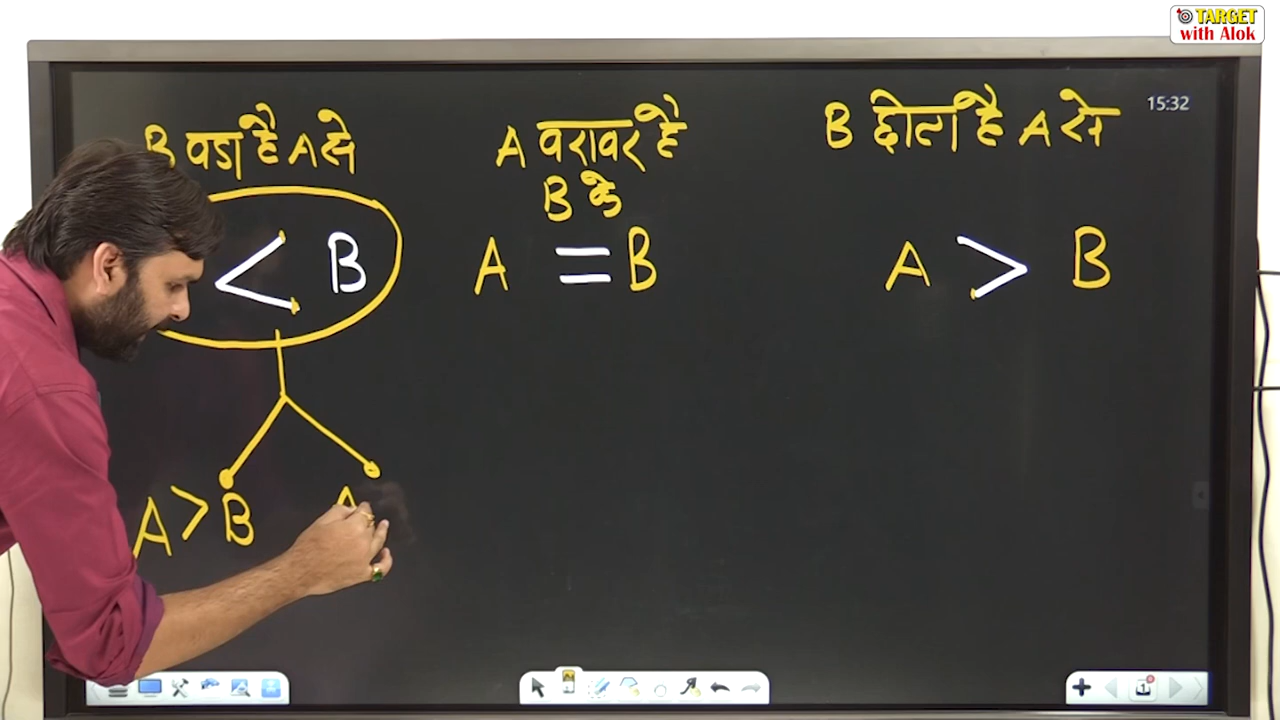 TARGET
with Alok
15:32
B बडा है A से
A बराबर है
B के
B छोटा है A से
< B
A = B
A > B
A > B
A